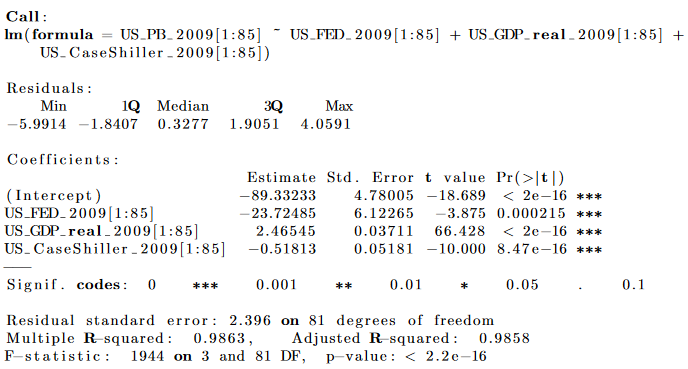 Call:
lm(formula = US_PB_2009[1:85] ~ US_FED_2009[1:85] + US_GDP_real_2009[1:85] +
US_CaseShiller_2009[1:85])
Residuals:
Min 1Q Median 3Q Max
−5.9914 −1.8407 0.3277 1.9051 4.0591
Coefficients:
Estimate Std. Error t value Pr(>|t|)
(Intercept) −89.33233 4.78005 −18.689 < 2e−16 ***
US_FED_2009[1:85] −23.72485 6.12265 −3.875 0.000215 ***
US_GDP_real_2009[1:85] 2.46545 0.03711 66.428 < 2e−16 ***
US_CaseShiller_2009[1:85] −0.51813 0.05181 −10.000 8.47e−16 ***
Signif. codes: 0 *** 0.001 ** 0.01 * 0.05 . 0.1
Residual standard error: 2.396 on 81 degrees of freedom
Multiple R−squared: 0.9863, Adjusted R−squared: 0.9858
F−statistic: 1944 on 3 and 81 DF, p−value: < 2.2e−16